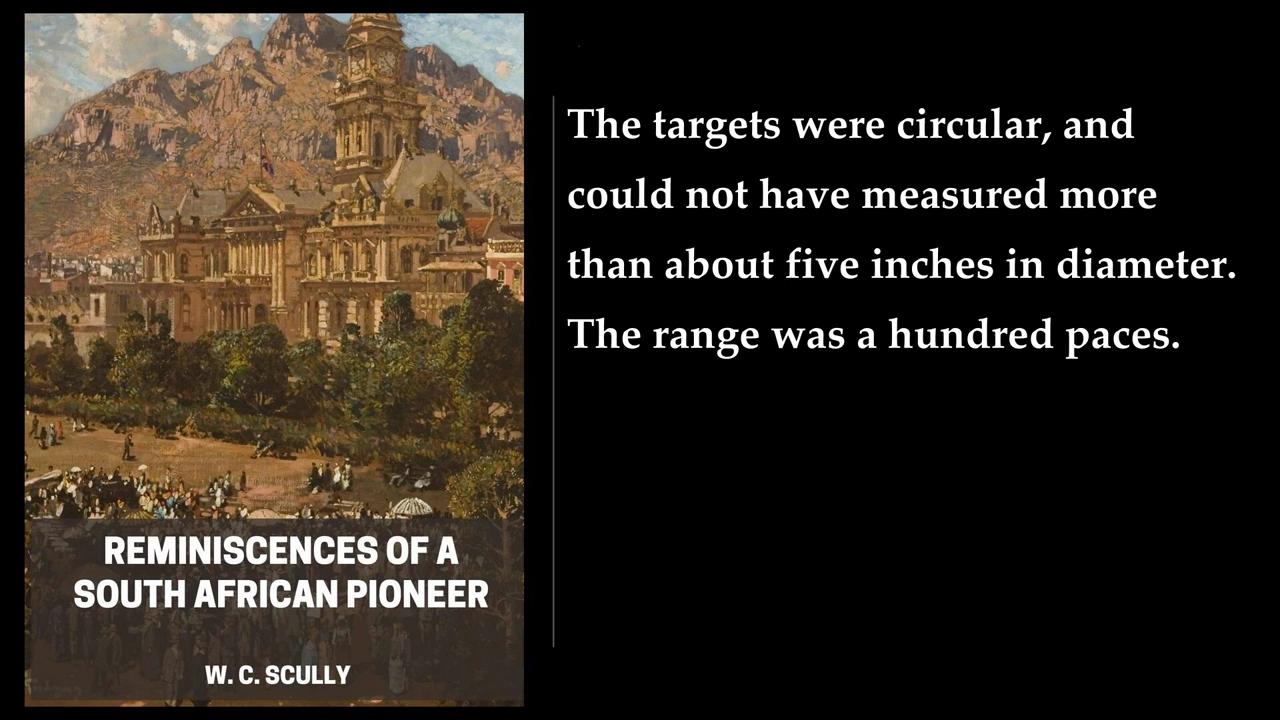 REMINISCENCES OF A
SOUTH AFRICAN PIONEER
W. C. SCULLY
The targets were circular, and
could not have measured more
than about five inches in diameter.
The range was a hundred paces.